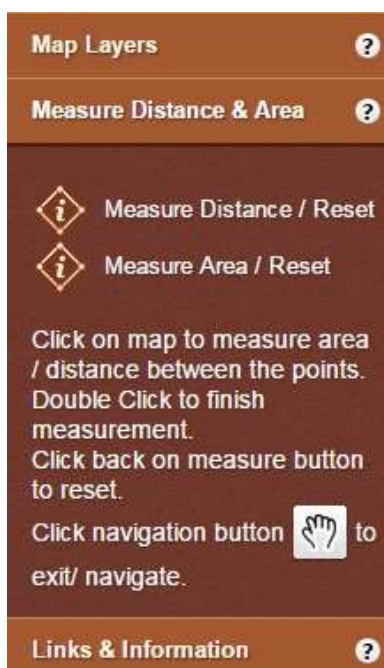 Map Layers ?
Measure Distance & Area ?
i Measure Distance / Reset
i Measure Area / Reset
Click on map to measure area
/ distance between the points.
Double Click to finish
measurement.
Click back on measure button
to reset.
Click navigation button to
exit/ navigate.
Links & Information ?